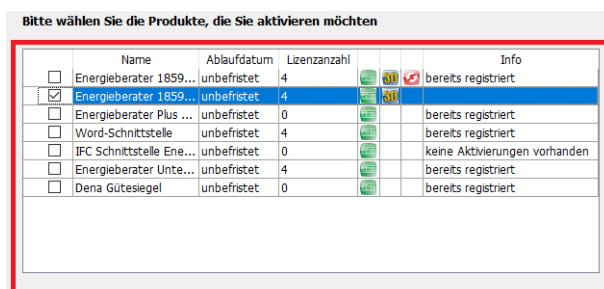 Bitte wählen Sie die Produkte, die Sie aktivieren möchten
Name Ablaufdatum Lizenzanzahl Info
Energieberater 1859... unbefristet 4 3D bereits registriert
Energieberater 1859... unbefristet 4 3D
Energieberater Plus ... unbefristet 0 bereits registriert
Word-Schnittstelle unbefristet 4 bereits registriert
IFC Schnittstelle Ene... unbefristet 0 keine Aktivierungen vorhanden
Energieberater Unte... unbefristet 4 bereits registriert
Dena Gütesiegel unbefristet 0 bereits registriert